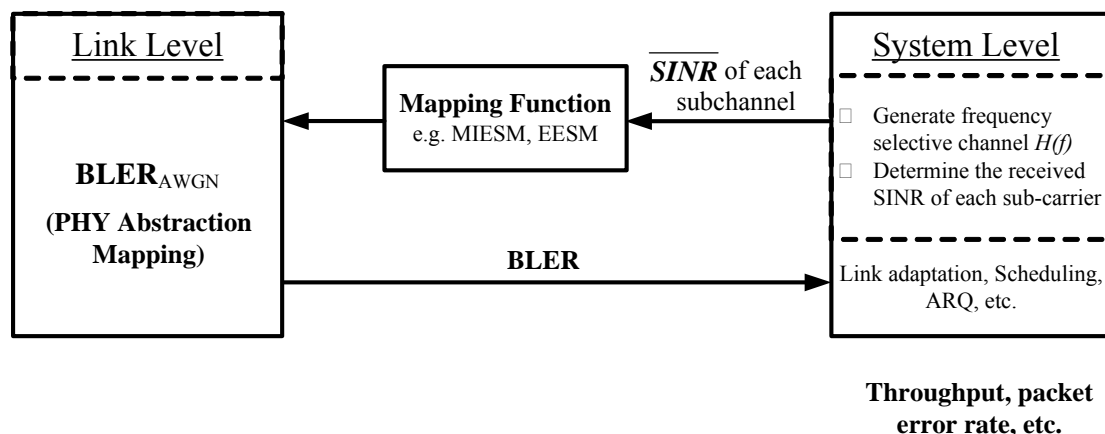 Link Level
BLER_AWGN
(PHY Abstraction
Mapping)
Mapping Function
e.g. MIESM, EESM
SINR of each
subchannel
BLER
System Level
Generate frequency
selective channel H(f)
Determine the received
SINR of each sub-carrier
Link adaptation, Scheduling,
ARQ, etc.
Throughput, packet
error rate, etc.